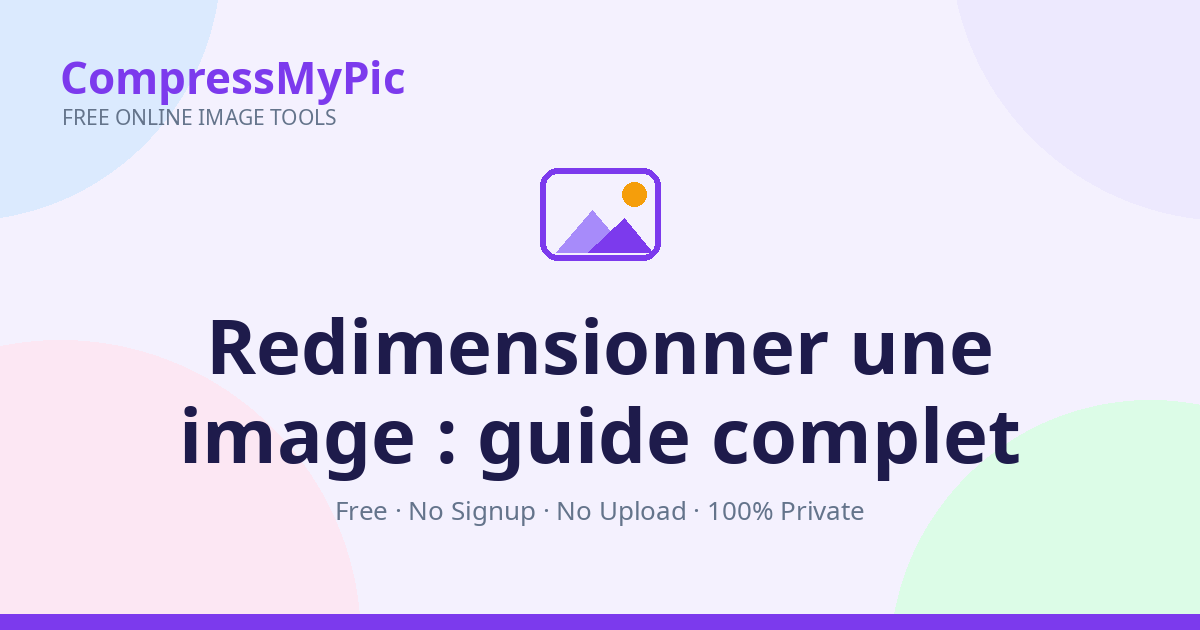 CompressMyPic
FREE ONLINE IMAGE TOOLS
Redimensionner une
image : guide complet
Free · No Signup · No Upload · 100% Private